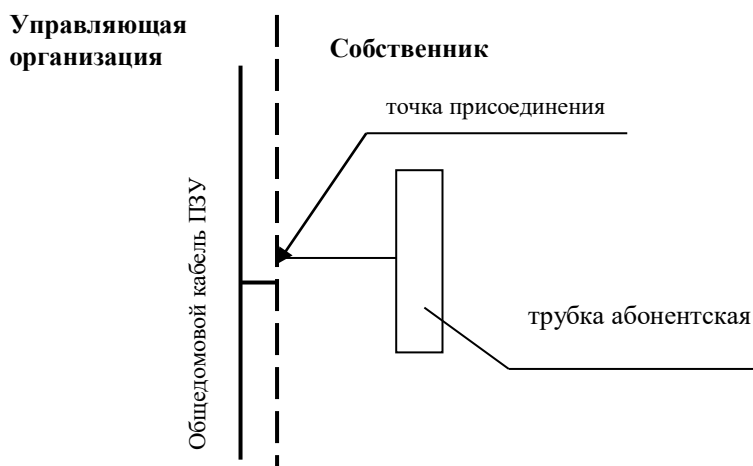 Управляющая
организация
Собственник
точка присоединения
Общедомовой кабель ПЗУ
трубка абонентская